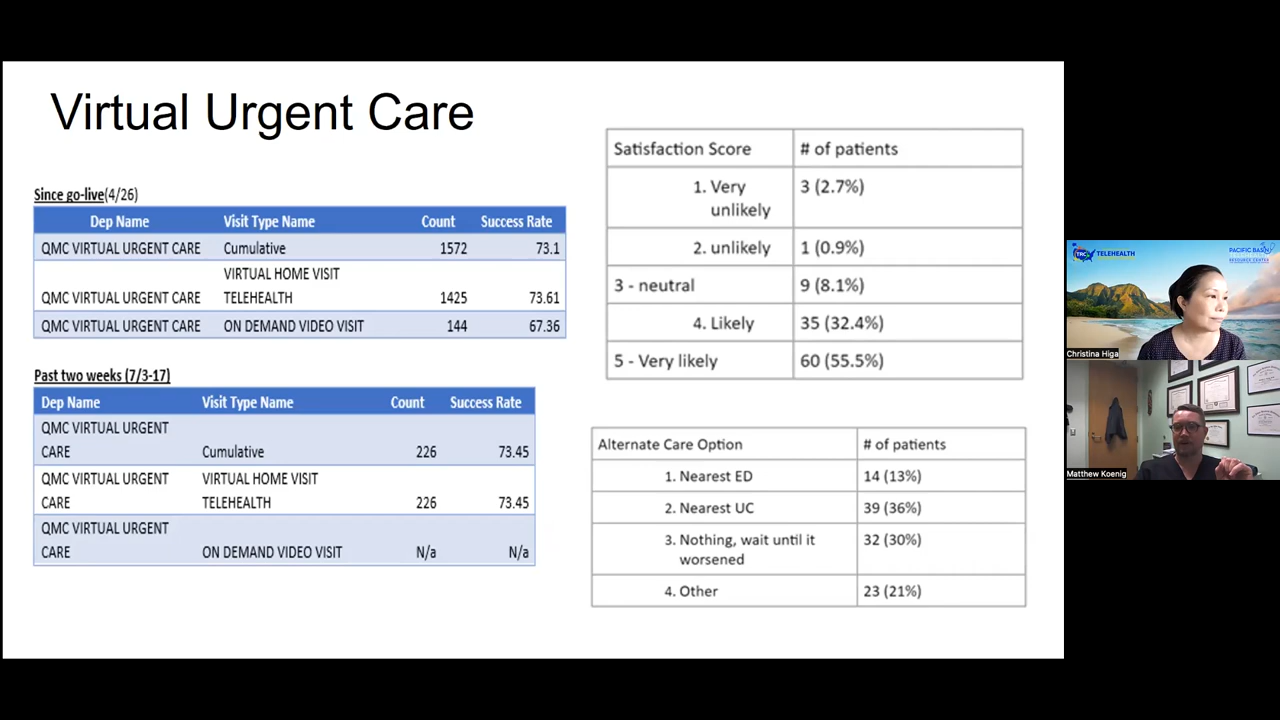 Virtual Urgent Care
Since go-live(4/26)
Dep Name Visit Type Name Count Success Rate
QMC VIRTUAL URGENT CARE Cumulative 1572 73.1
VIRTUAL HOME VISIT
QMC VIRTUAL URGENT CARE TELEHEALTH 1425 73.61
QMC VIRTUAL URGENT CARE ON DEMAND VIDEO VISIT 144 67.36
Past two weeks (7/3-17)
Dep Name Visit Type Name Count Success Rate
QMC VIRTUAL URGENT
CARE Cumulative 226 73.45
QMC VIRTUAL URGENT VIRTUAL HOME VISIT
CARE TELEHEALTH 226 73.45
QMC VIRTUAL URGENT
CARE ON DEMAND VIDEO VISIT N/a N/a
Satisfaction Score # of patients
1. Very 3 (2.7%)
unlikely
2. unlikely 1 (0.9%)
3 - neutral 9 (8.1%)
4. Likely 35 (32.4%)
5 - Very likely 60 (55.5%)
Alternate Care Option # of patients
1. Nearest ED 14 (13%)
2. Nearest UC 39 (36%)
3. Nothing, wait until it 32 (30%)
worsened
4. Other 23 (21%)
TELEHEALTH
PACIFIC BASIN
RESOURCE CENTER
Christina Higa
Matthew Koenig